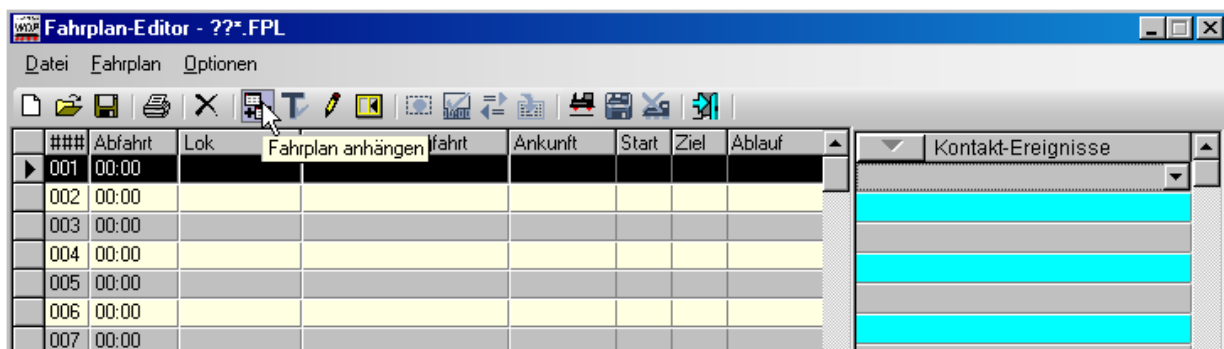 Fahrplan-Editor - ??*.FPL
Datei Fahrplan Optionen
### Abfahrt Lok fahrt Ankunft Start Ziel Ablauf Kontakt-Ereignisse
Fahrplan anhängen
001 00:00
002 00:00
003 00:00
004 00:00
005 00:00
006 00:00
007 00:00